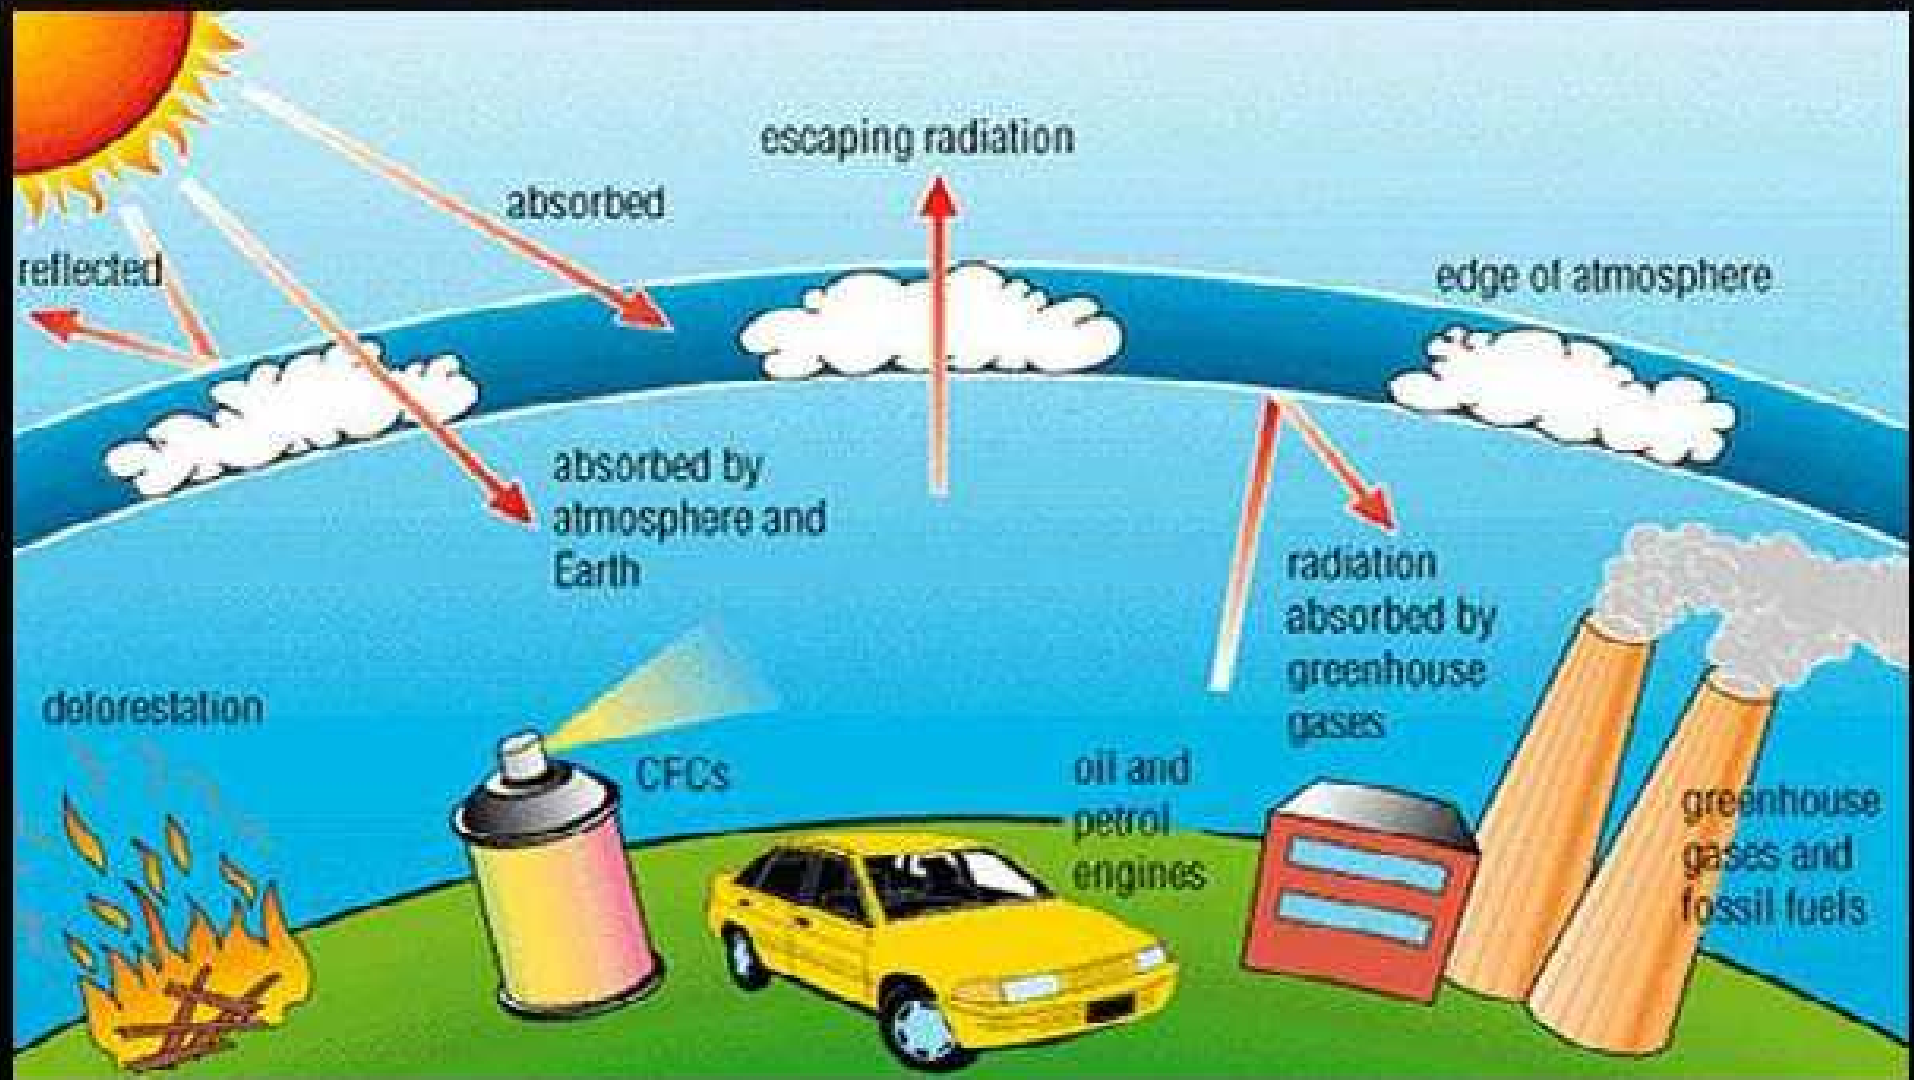 escaping radiation
absorbed
reflected
edge of atmosphere
absorbed by
atmosphere and
Earth
radiation
absorbed by
greenhouse
gases
deforestation
CFCs
oil and
petrol
engines
greenhouse
gases and
fossil fuels